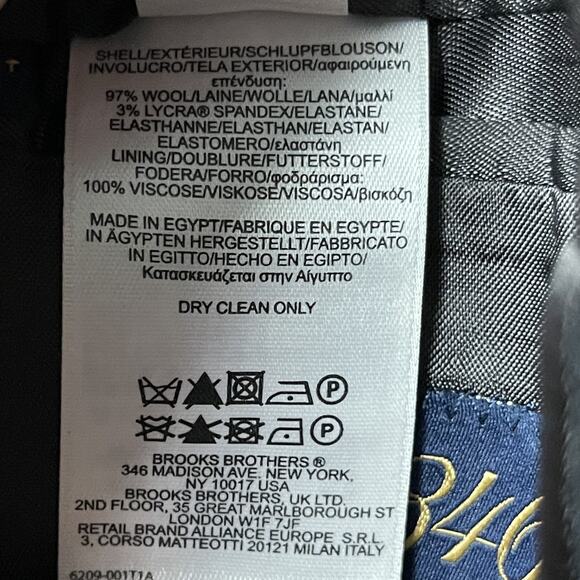 SHELL/EXTÉRIEUR/SCHLUPFBLOUSON/
INVOLUCRO/TELA EXTERIOR/αφαιρούμενη
επένδυση:
97% WOOL/LAINE/WOLLE/LANA/μαλλί
3% LYCRA® SPANDEX/ELASTANE/
ELASTHANNE/ELASTHAN/ELASTAN/
ELASTOMERO/ελαστάνη
LINING/DOUBLURE/FUTTERSTOFF/
FODERA/FORRO/φοδράρισμα:
100% VISCOSE/VISKOSE/VISCOSA/βισκόζη
MADE IN EGYPT/FABRIQUE EN EGYPTE/
IN ÄGYPTEN HERGESTELLT/FABBRICATO
IN EGITTO/HECHO EN EGIPTO/
Κατασκευάζεται στην Αίγυπτο
DRY CLEAN ONLY
P
P
BROOKS BROTHERS ®
346 MADISON AVE, NEW YORK,
NY 10017 USA
BROOKS BROTHERS, UK LTD.
2ND FLOOR, 35 GREAT MARLBOROUGH ST
LONDON W1F 7JF
RETAIL BRAND ALLIANCE EUROPE S.R.L.
3, CORSO MATTEOTTI 20121 MILAN ITALY
6209-001T1A
346